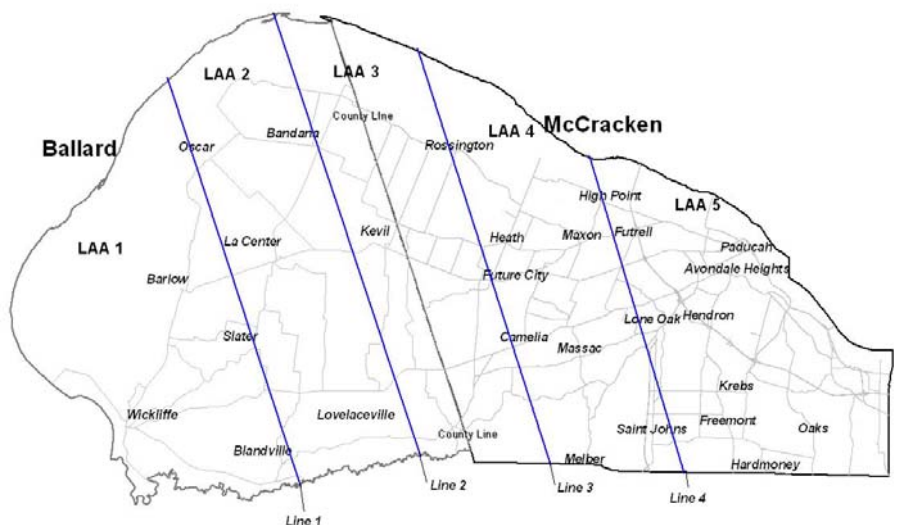 LAA 2
LAA 3
County LIne
LAA 4
McCracken
Ballard
Oscar
Bandana
Rossington
High Point
LAA 5
LAA 1
La Center
Kevil
Heath
Maxon
Futrell
Paducah
Barlow
Future City
Avondale Heights
Slater
Camelia
Massac
Lone Oak
Hendron
Krebs
Wickliffe
Lovelaceville
County Line
Saint Johns
Freemont
Oaks
Blandville
Melber
Hardmoney
Line 1
Line 2
Line 3
Line 4